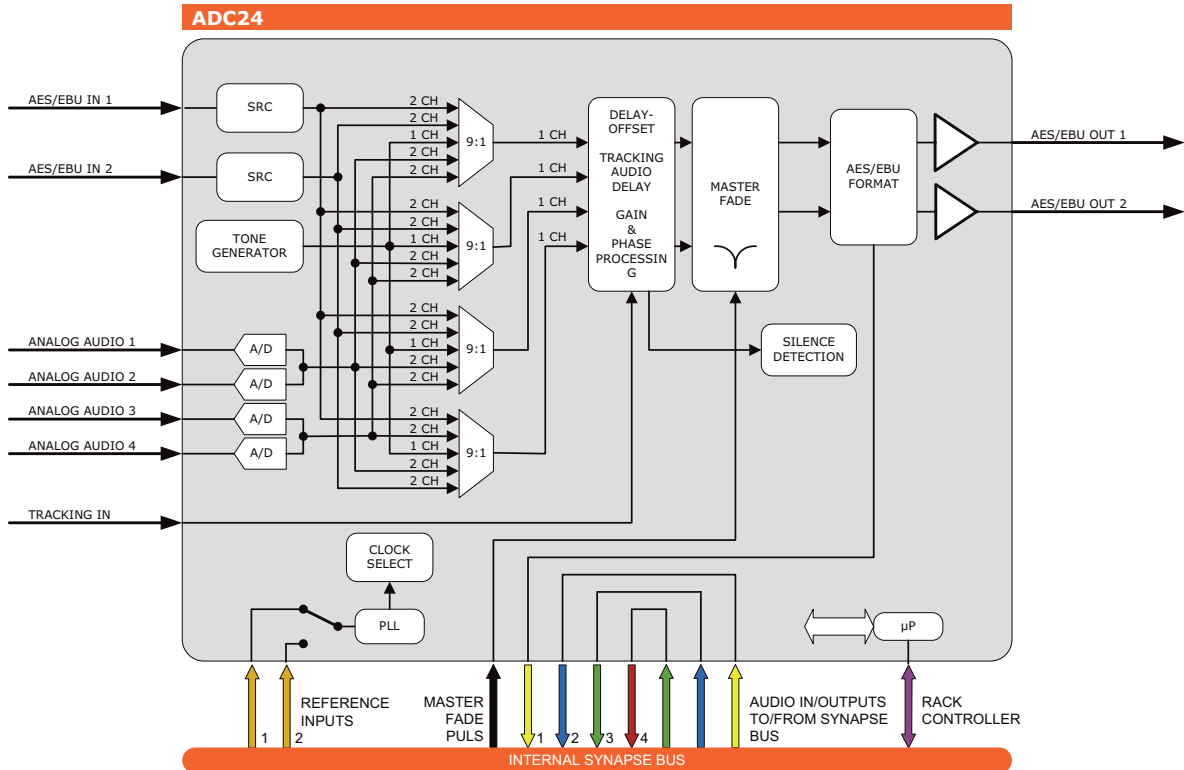 ADC24
AES/EBU IN 1
SRC
AES/EBU IN 2
SRC
TONE
GENERATOR
ANALOG AUDIO 1
A/D
ANALOG AUDIO 2
A/D
ANALOG AUDIO 3
A/D
ANALOG AUDIO 4
A/D
TRACKING IN
2 CH
2 CH
1 CH
2 CH
2 CH
9:1
2 CH
2 CH
1 CH
2 CH
2 CH
9:1
2 CH
2 CH
1 CH
2 CH
2 CH
9:1
2 CH
2 CH
1 CH
2 CH
2 CH
9:1
1 CH
1 CH
1 CH
1 CH
DELAY-
OFFSET
TRACKING
AUDIO
DELAY
GAIN
&
PHASE
PROCESSIN
G
MASTER
FADE
AES/EBU
FORMAT
AES/EBU OUT 1
AES/EBU OUT 2
SILENCE
DETECTION
CLOCK
SELECT
PLL
µP
REFERENCE
INPUTS
1
2
MASTER
FADE
PULS
1
2
3
4
AUDIO IN/OUTPUTS
TO/FROM SYNAPSE
BUS
RACK
CONTROLLER
INTERNAL SYNAPSE BUS